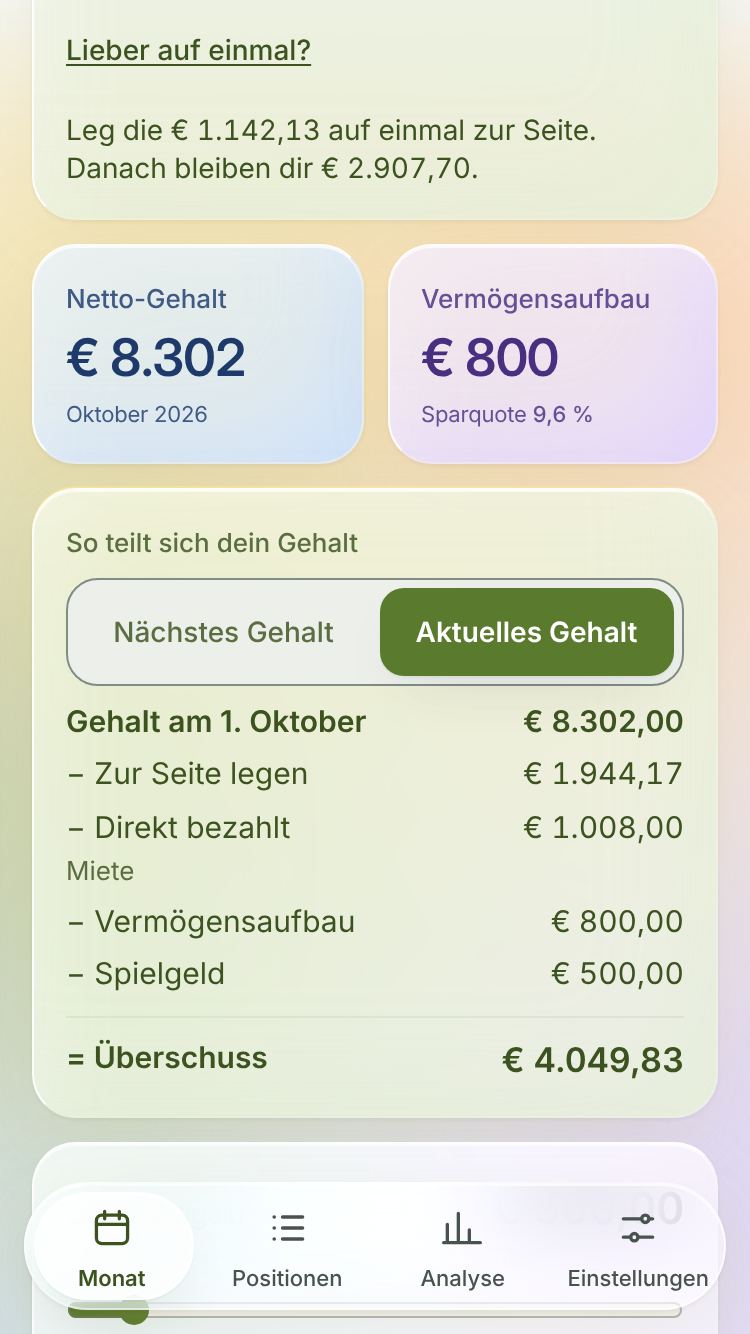 Lieber auf einmal?
Leg die € 1.142,13 auf einmal zur Seite.
Danach bleiben dir € 2.907,70.
Netto-Gehalt
€ 8.302
Oktober 2026
Vermögensaufbau
€ 800
Sparquote 9,6 %
So teilt sich dein Gehalt
Nächstes Gehalt
Aktuelles Gehalt
Gehalt am 1. Oktober € 8.302,00
– Zur Seite legen € 1.944,17
– Direkt bezahlt € 1.008,00
Miete
– Vermögensaufbau € 800,00
– Spielgeld € 500,00
= Überschuss € 4.049,83
Monat
Positionen
Analyse
Einstellungen